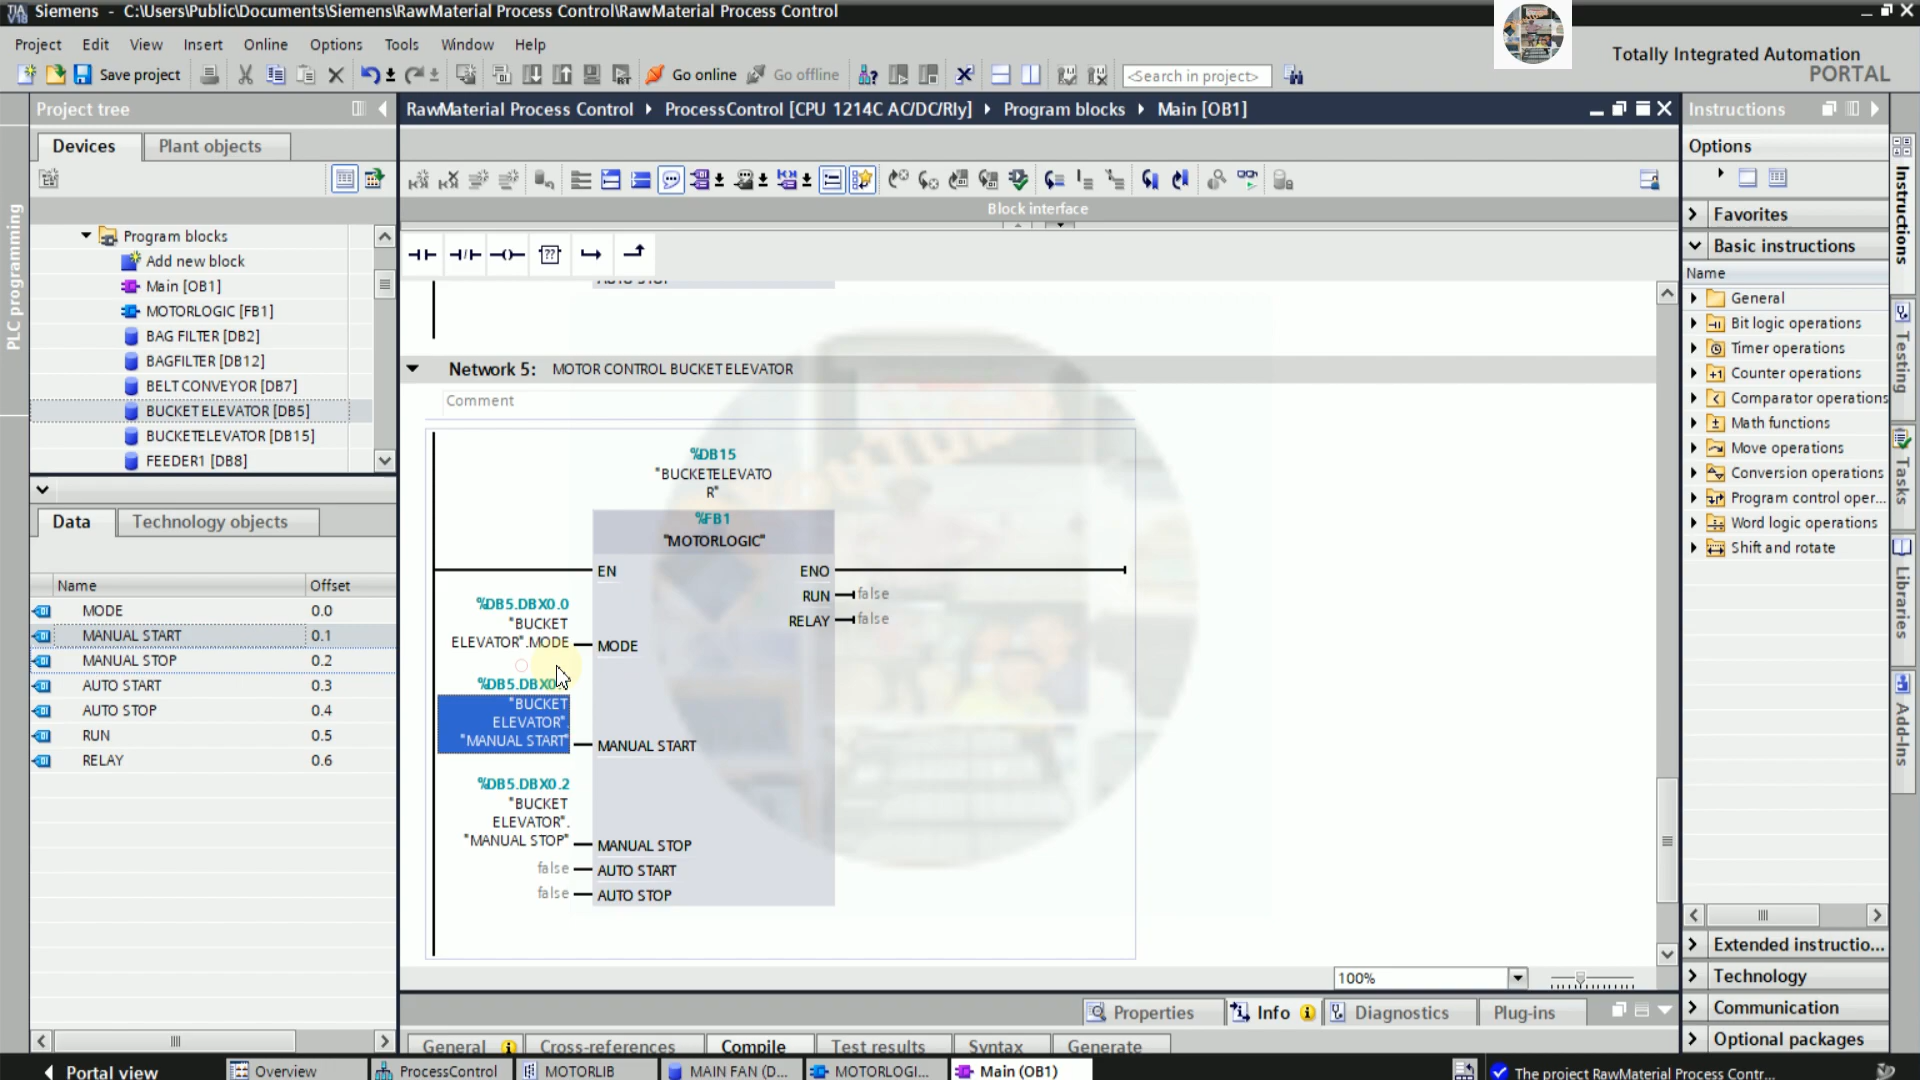 Siemens - C:\Users\Public\Documents\Siemens\RawMaterial Process Control\RawMaterial Process Control
Project Edit View Insert Online Options Tools Window Help
Totally Integrated Automation
PORTAL
Save project
Go online
Go offline
<Search in project>
Project tree
RawMaterial Process Control
ProcessControl [CPU 1214C AC/DC/Rly]
Program blocks
Main [OB1]
Instructions
Devices
Plant objects
Options
PLC programming
Block interface
Program blocks
Add new block
Main [OB1]
MOTORLOGIC [FB1]
BAG FILTER [DB2]
BAGFILTER [DB12]
BELT CONVEYOR [DB7]
BUCKET ELEVATOR [DB5]
BUCKETELEVATOR [DB15]
FEEDER1 [DB8]
Data
Technology objects
Name Offset
MODE 0.0
MANUAL START 0.1
MANUAL STOP 0.2
AUTO START 0.3
AUTO STOP 0.4
RUN 0.5
RELAY 0.6
Network 5: MOTOR CONTROL BUCKET ELEVATOR
Comment
%DB15
"BUCKETELEVATO
R"
%FB1
"MOTORLOGIC"
EN
ENO
RUN
false
RELAY
false
%DB5.DBX0.0
"BUCKET
ELEVATOR".MODE
MODE
%DB5.DBX0.
"BUCKET
ELEVATOR".
"MANUAL START"
MANUAL START
%DB5.DBX0.2
"BUCKET
ELEVATOR".
"MANUAL STOP"
MANUAL STOP
false
AUTO START
false
AUTO STOP
100%
Favorites
Basic instructions
Name
General
Bit logic operations
Timer operations
Counter operations
Comparator operations
Math functions
Move operations
Conversion operations
Program control oper...
Word logic operations
Shift and rotate
Extended instructio...
Technology
Communication
Optional packages
Instructions
Testing
Tasks
Libraries
Add-Ins
Properties
Info
Diagnostics
Plug-ins
General
Cross-references
Compile
Test results
Syntax
Generate
Portal view
Overview
ProcessControl
MOTORLIB
MAIN FAN (D...
MOTORLOGI...
Main (OB1)
The project RawMaterial Process Contr...